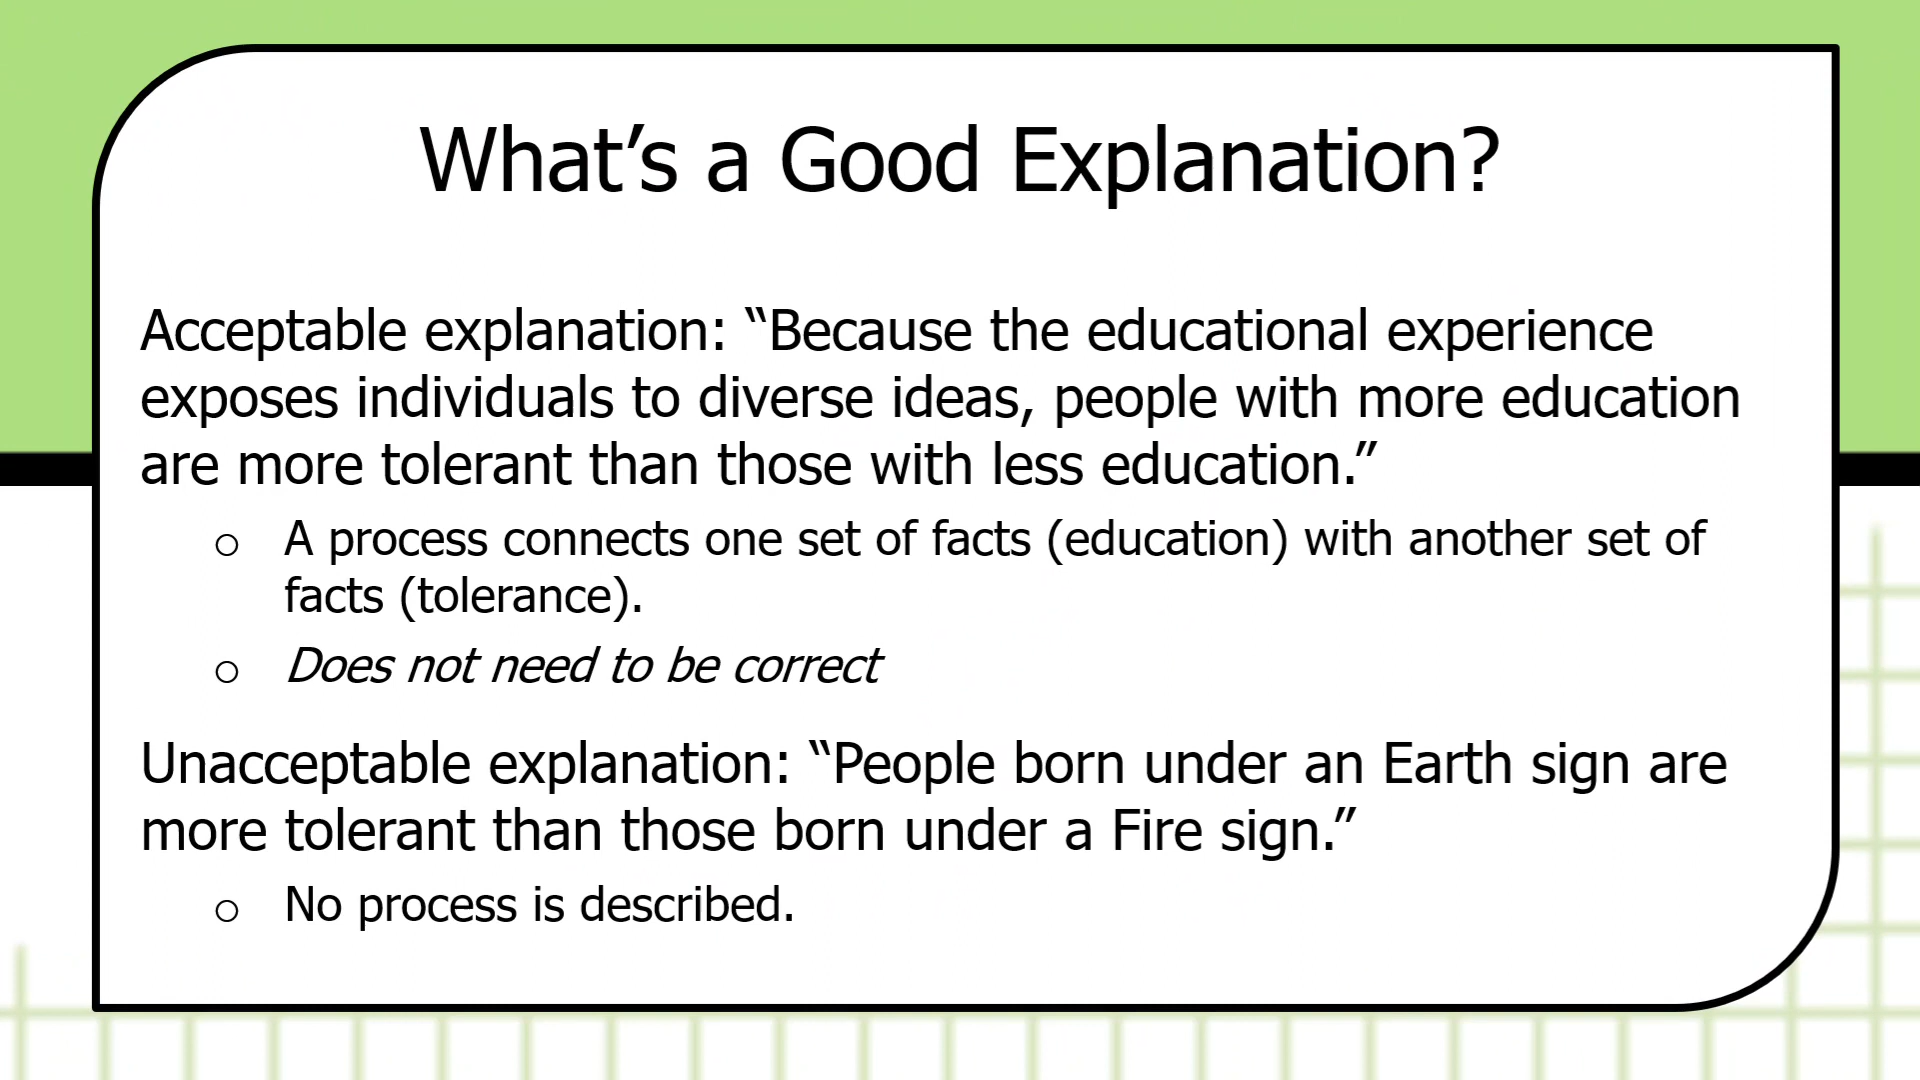 What’s a Good Explanation?
Acceptable explanation: “Because the educational experience
exposes individuals to diverse ideas, people with more education
are more tolerant than those with less education.”
○ A process connects one set of facts (education) with another set of
facts (tolerance).
○ Does not need to be correct
Unacceptable explanation: “People born under an Earth sign are
more tolerant than those born under a Fire sign.”
○ No process is described.